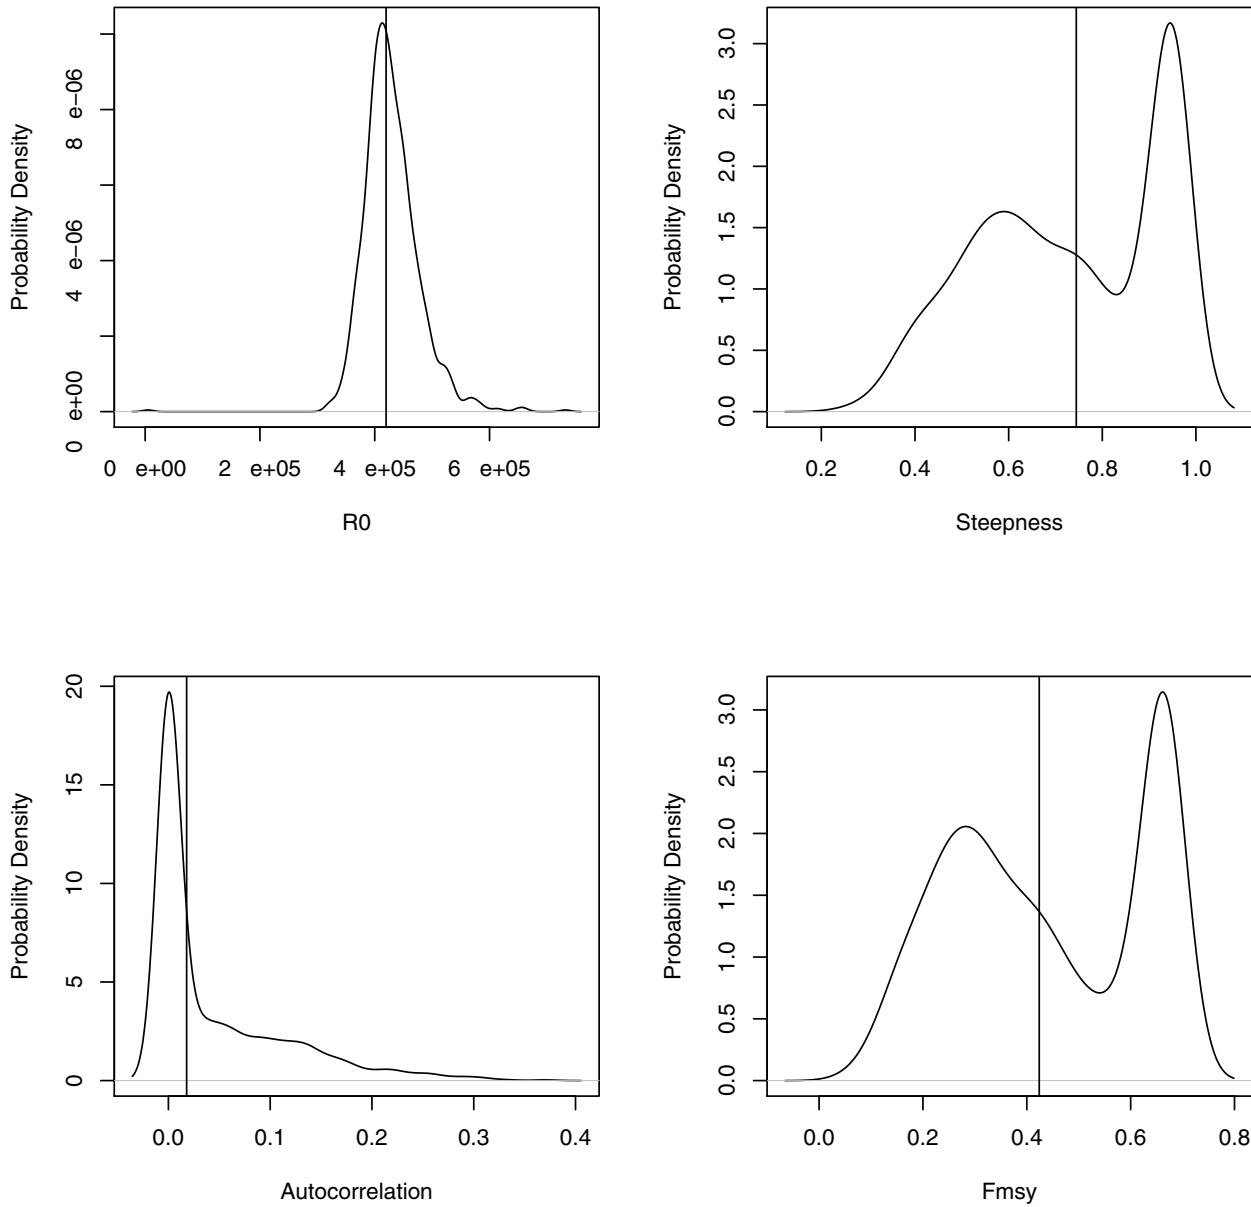 Probability Density
0 e+00 4 e-06 8 e-06
0 e+00 2 e+05 4 e+05 6 e+05
R0
Probability Density
0.0 0.5 1.0 1.5 2.0 2.5 3.0
0.2 0.4 0.6 0.8 1.0
Steepness
Probability Density
0 5 10 15 20
0.0 0.1 0.2 0.3 0.4
Autocorrelation
Probability Density
0.0 0.5 1.0 1.5 2.0 2.5 3.0
0.0 0.2 0.4 0.6 0.8
Fmsy